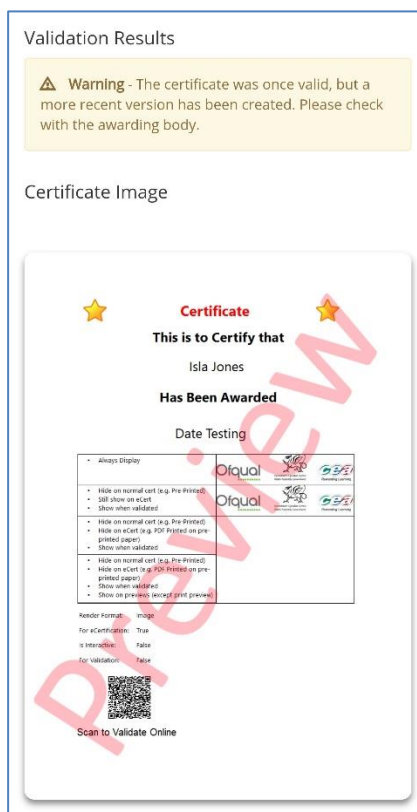 Validation Results
Warning - The certificate was once valid, but a
more recent version has been created. Please check
with the awarding body.
Certificate Image
Certificate
This is to Certify that
Isla Jones
Has Been Awarded
Date Testing
• Always Display
Ofqual
• Hide on normal cert (e.g. Pre Printed)
• Still show on eCert
• Show when validated
Ofqual
• Hide on normal cert (e.g. Pre-Printed)
• Hide on eCert (e.g. PDF Printed on pre-
printed paper)
• Show when validated
• Hide on normal cert (e.g. Pre-Printed)
• Hide on eCert (e.g. PDF Printed on pre-
printed paper)
• Show when validated
• Show on previews (except print preview)
Render Format: Image
For eCertification: True
Is Interactive: False
For Validation: False
Scan to Validate Online
Preview